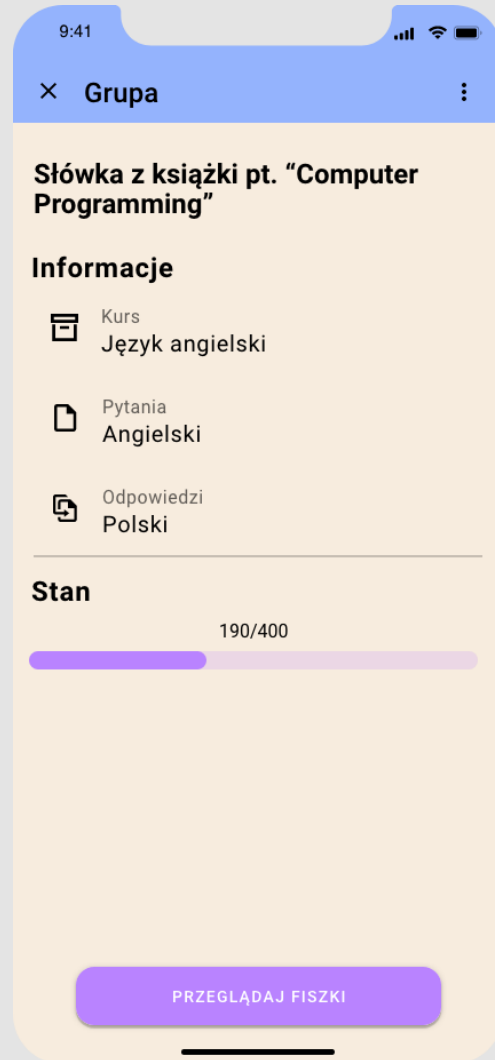 9:41
Grupa
Słówka z książki pt. “Computer
Programming”
Informacje
Kurs
Język angielski
Pytania
Angielski
Odpowiedzi
Polski
Stan
190/400
PRZEGLĄDAJ FISZKI